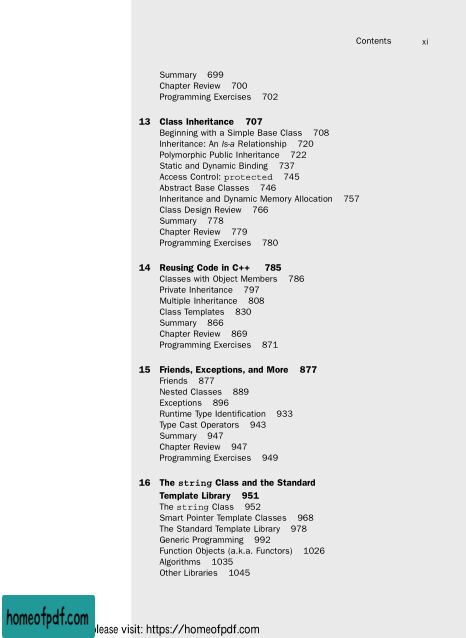 Contents xi
Summary 699
Chapter Review 700
Programming Exercises 702
13 Class Inheritance 707
Beginning with a Simple Base Class 708
Inheritance: An Is-a Relationship 720
Polymorphic Public Inheritance 722
Static and Dynamic Binding 737
Access Control: protected 745
Abstract Base Classes 746
Inheritance and Dynamic Memory Allocation 757
Class Design Review 766
Summary 778
Chapter Review 779
Programming Exercises 780
14 Reusing Code in C++ 785
Classes with Object Members 786
Private Inheritance 797
Multiple Inheritance 808
Class Templates 830
Summary 866
Chapter Review 869
Programming Exercises 871
15 Friends, Exceptions, and More 877
Friends 877
Nested Classes 889
Exceptions 896
Runtime Type Identification 933
Type Cast Operators 943
Summary 947
Chapter Review 947
Programming Exercises 949
16 The string Class and the Standard
Template Library 951
The string Class 952
Smart Pointer Template Classes 968
The Standard Template Library 978
Generic Programming 992
Function Objects (a.k.a. Functors) 1026
Algorithms 1035
Other Libraries 1045
homeofpdf.com
lease visit: https://homeofpdf.com